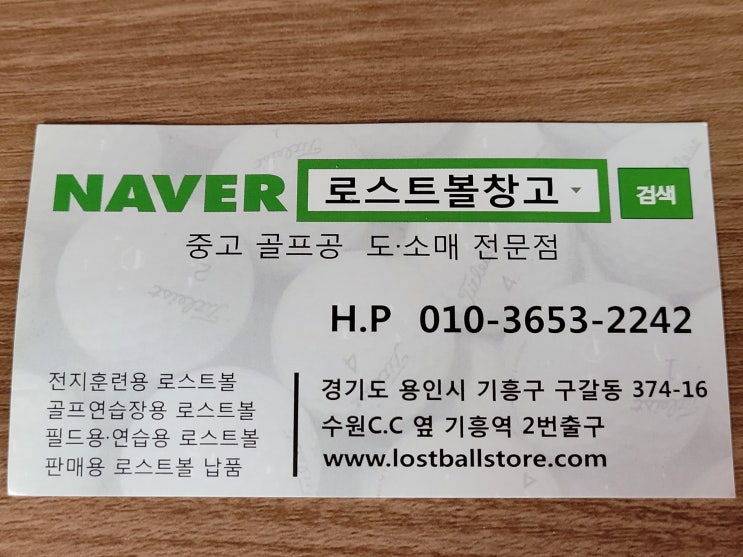 NAVER 로스트볼창고 검색
중고 골프공 도·소매 전문점
H.P 010-3653-2242
전지훈련용 로스트볼
골프연습장용 로스트볼
필드용·연습용 로스트볼
판매용 로스트볼 납품
경기도 용인시 기흥구 구갈동 374-16
수원C.C 옆 기흥역 2번출구
www.lostballstore.com
Titleist
Titleist